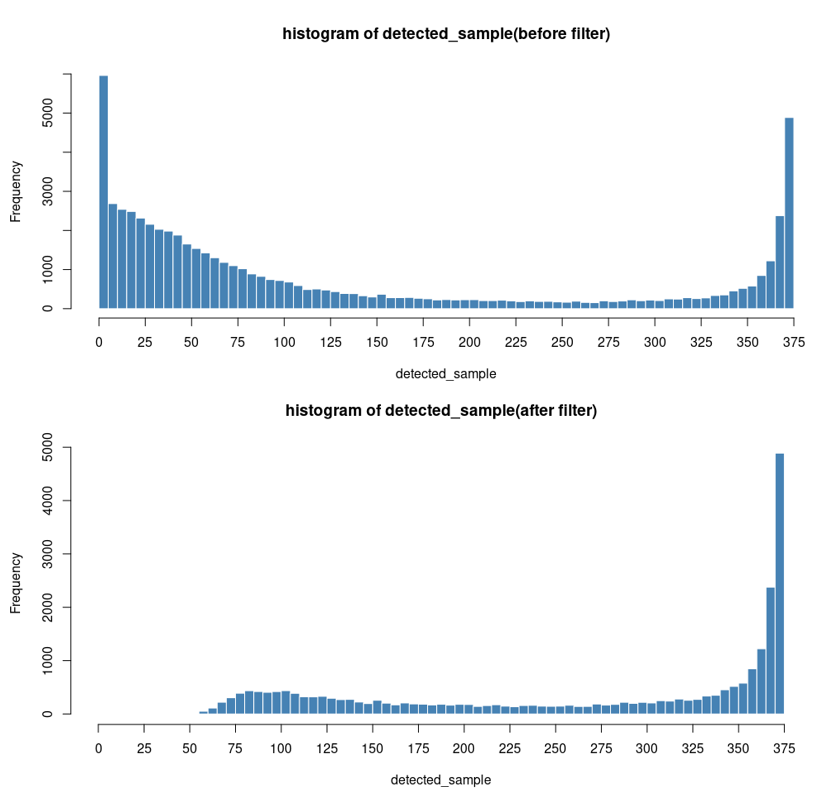 histogram of detected_sample(before filter)
Frequency
0 1000 3000 5000
0 25 50 75 100 125 150 175 200 225 250 275 300 325 350 375
detected_sample
histogram of detected_sample(after filter)
Frequency
0 1000 2000 3000 4000 5000
0 25 50 75 100 125 150 175 200 225 250 275 300 325 350 375
detected_sample